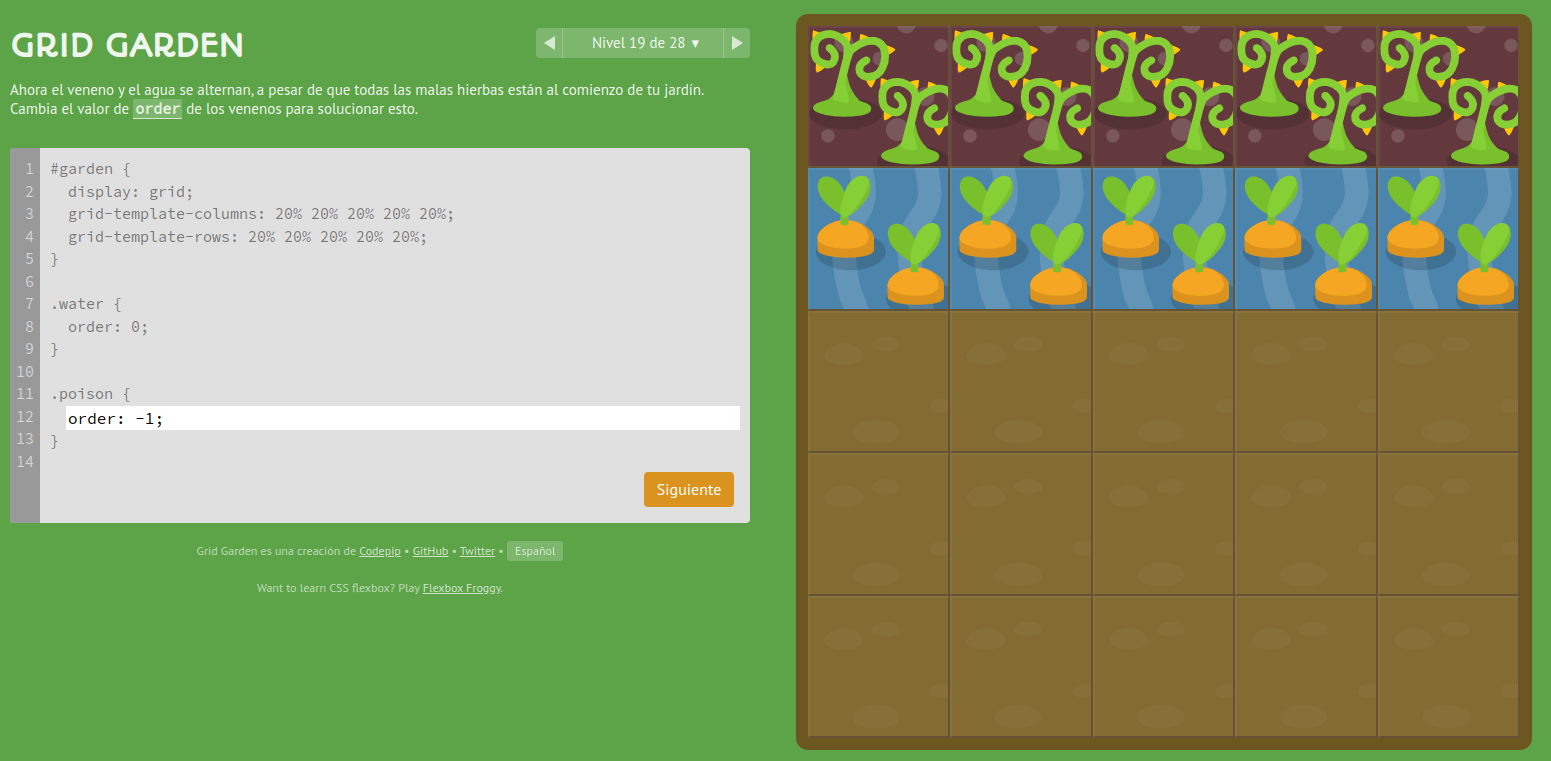 GRID GARDEN
◀ Nivel 19 de 28 ▾ ▶
Ahora el veneno y el agua se alternan, a pesar de que todas las malas hierbas están al comienzo de tu jardín.
Cambia el valor de order de los venenos para solucionar esto.
1 #garden {
2   display: grid;
3   grid-template-columns: 20% 20% 20% 20% 20%;
4   grid-template-rows: 20% 20% 20% 20% 20%;
5 }
6
7 .water {
8   order: 0;
9 }
10
11 .poison {
12   order: -1;
13 }
14
Siguiente
Grid Garden es una creación de Codepip • GitHub • Twitter • Español
Want to learn CSS flexbox? Play Flexbox Froggy.